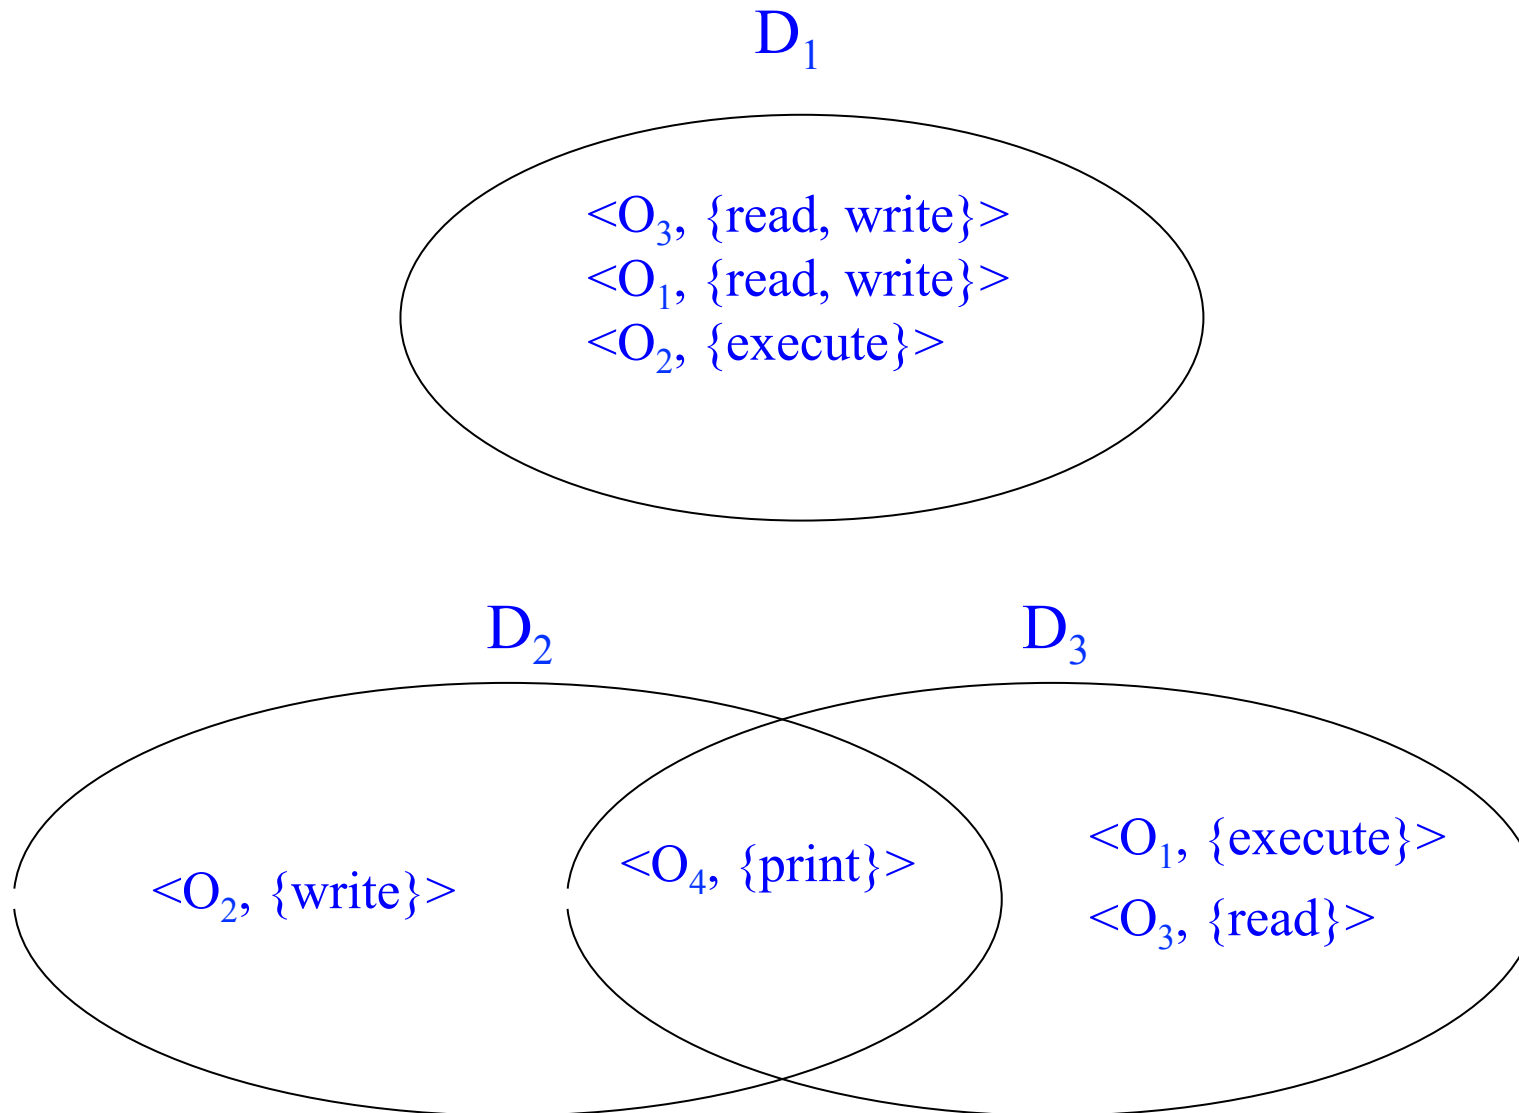 D₁
<O₃, {read, write}>
<O₁, {read, write}>
<O₂, {execute}>
D₂
D₃
<O₂, {write}>
<O₄, {print}>
<O₁, {execute}>
<O₃, {read}>